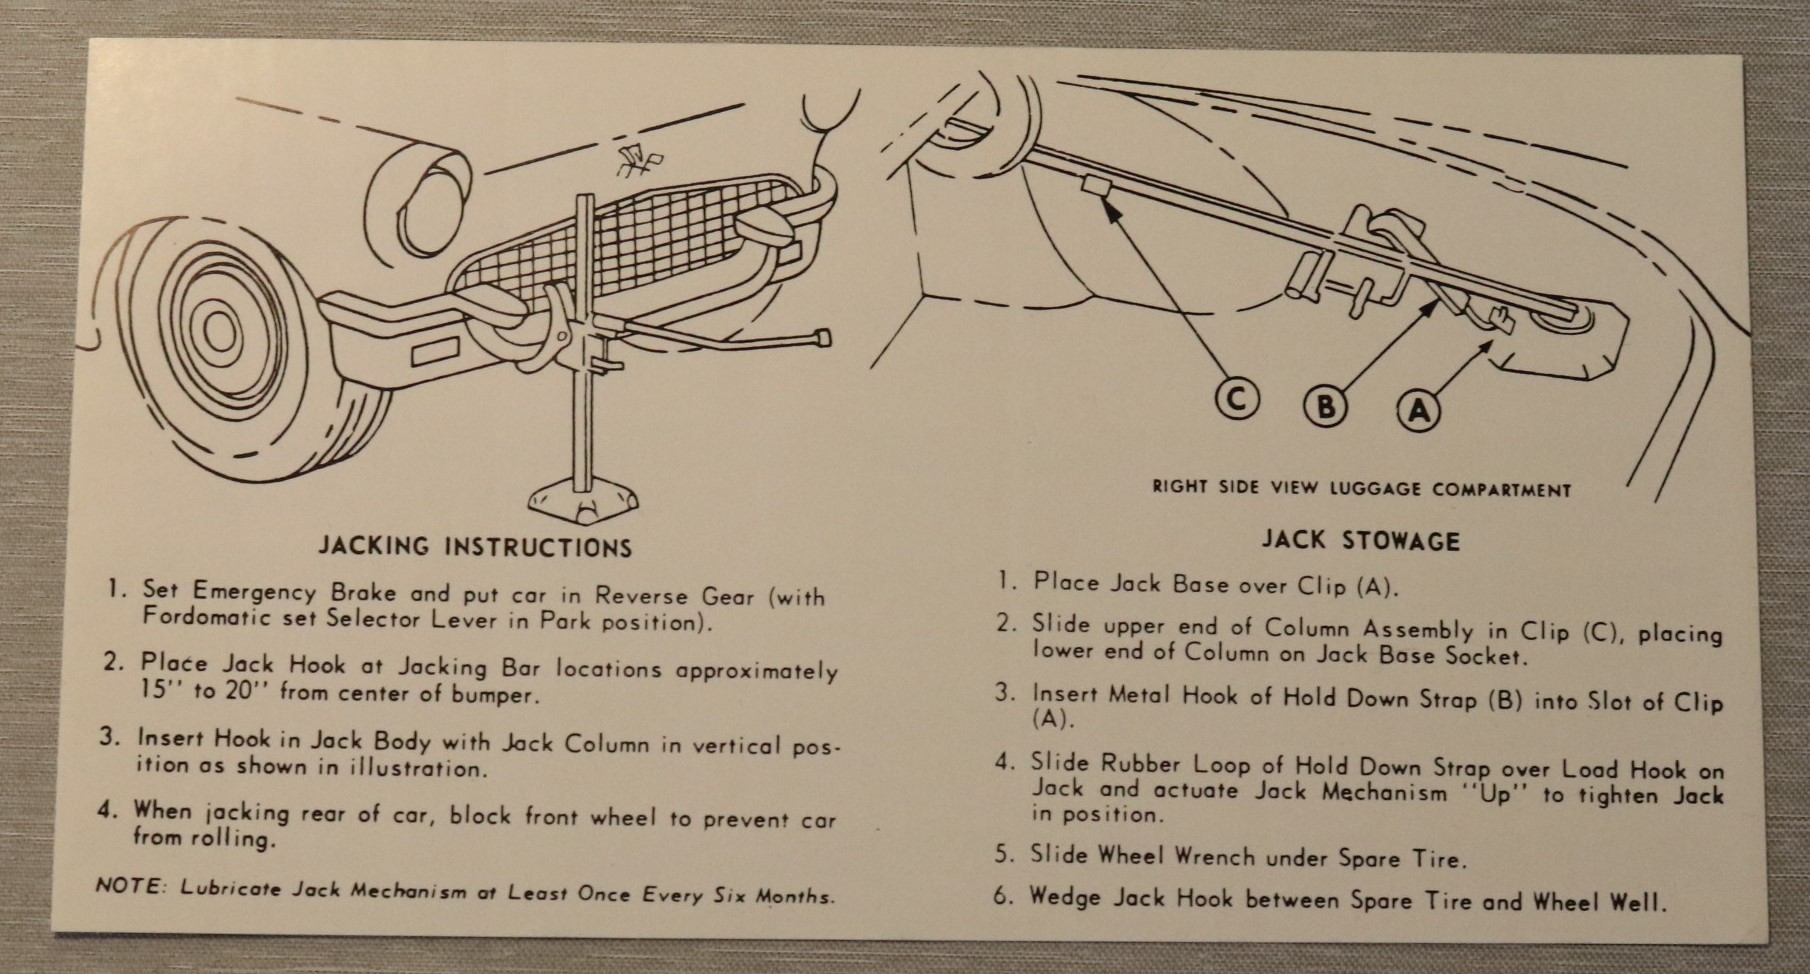 C
B
A
RIGHT SIDE VIEW LUGGAGE COMPARTMENT
JACKING INSTRUCTIONS
1. Set Emergency Brake and put car in Reverse Gear (with
Fordomatic set Selector Lever in Park position).
2. Place Jack Hook at Jacking Bar locations approximately
15'' to 20'' from center of bumper.
3. Insert Hook in Jack Body with Jack Column in vertical pos-
ition as shown in illustration.
4. When jacking rear of car, block front wheel to prevent car
from rolling.
NOTE: Lubricate Jack Mechanism at Least Once Every Six Months.
JACK STOWAGE
1. Place Jack Base over Clip (A).
2. Slide upper end of Column Assembly in Clip (C), placing
lower end of Column on Jack Base Socket.
3. Insert Metal Hook of Hold Down Strap (B) into Slot of Clip
(A).
4. Slide Rubber Loop of Hold Down Strap over Load Hook on
Jack and actuate Jack Mechanism ''Up'' to tighten Jack
in position.
5. Slide Wheel Wrench under Spare Tire.
6. Wedge Jack Hook between Spare Tire and Wheel Well.